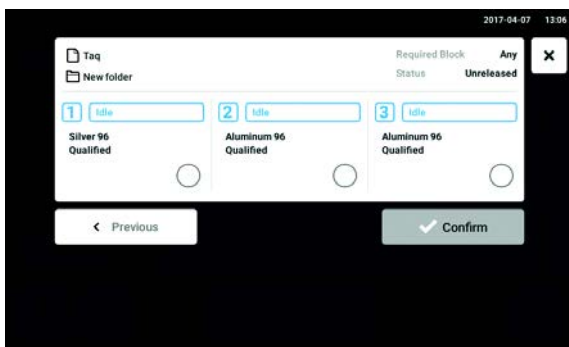 2017-04-07 13:06
Taq Required Block Any
New folder Status Unreleased
1 Idle 2 Idle 3 Idle
Silver 96 Aluminum 96 Aluminum 96
Qualified Qualified Qualified
Previous Confirm